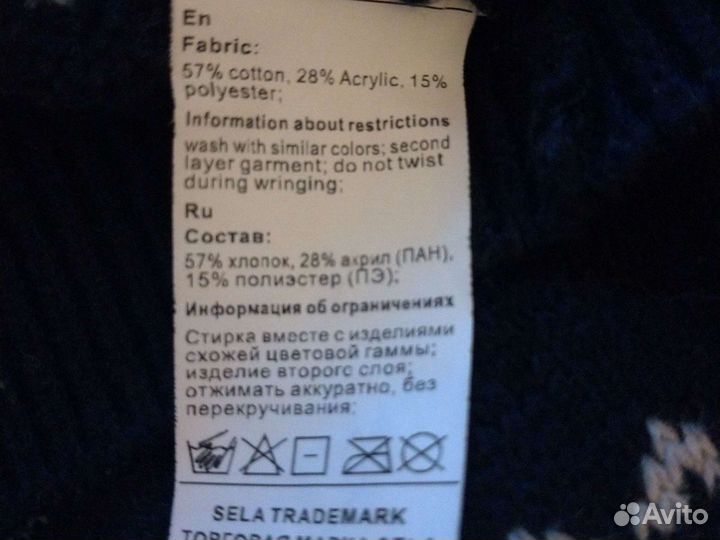 En
Fabric:
57% cotton, 28% Acrylic, 15%
polyester;
Information about restrictions
wash with similar colors; second
layer garment; do not twist
during wringing;
Ru
Состав:
57% хлопок, 28% акрил (ПАН),
15% полиэстер (ПЭ);
Информация об ограничениях
Стирка вместе с изделиями
схожей цветовой гаммы;
изделие второго слоя;
отжимать аккуратно, без
перекручивания;
SELA TRADEMARK
ТОРГОВАЯ МАРКА
Avito